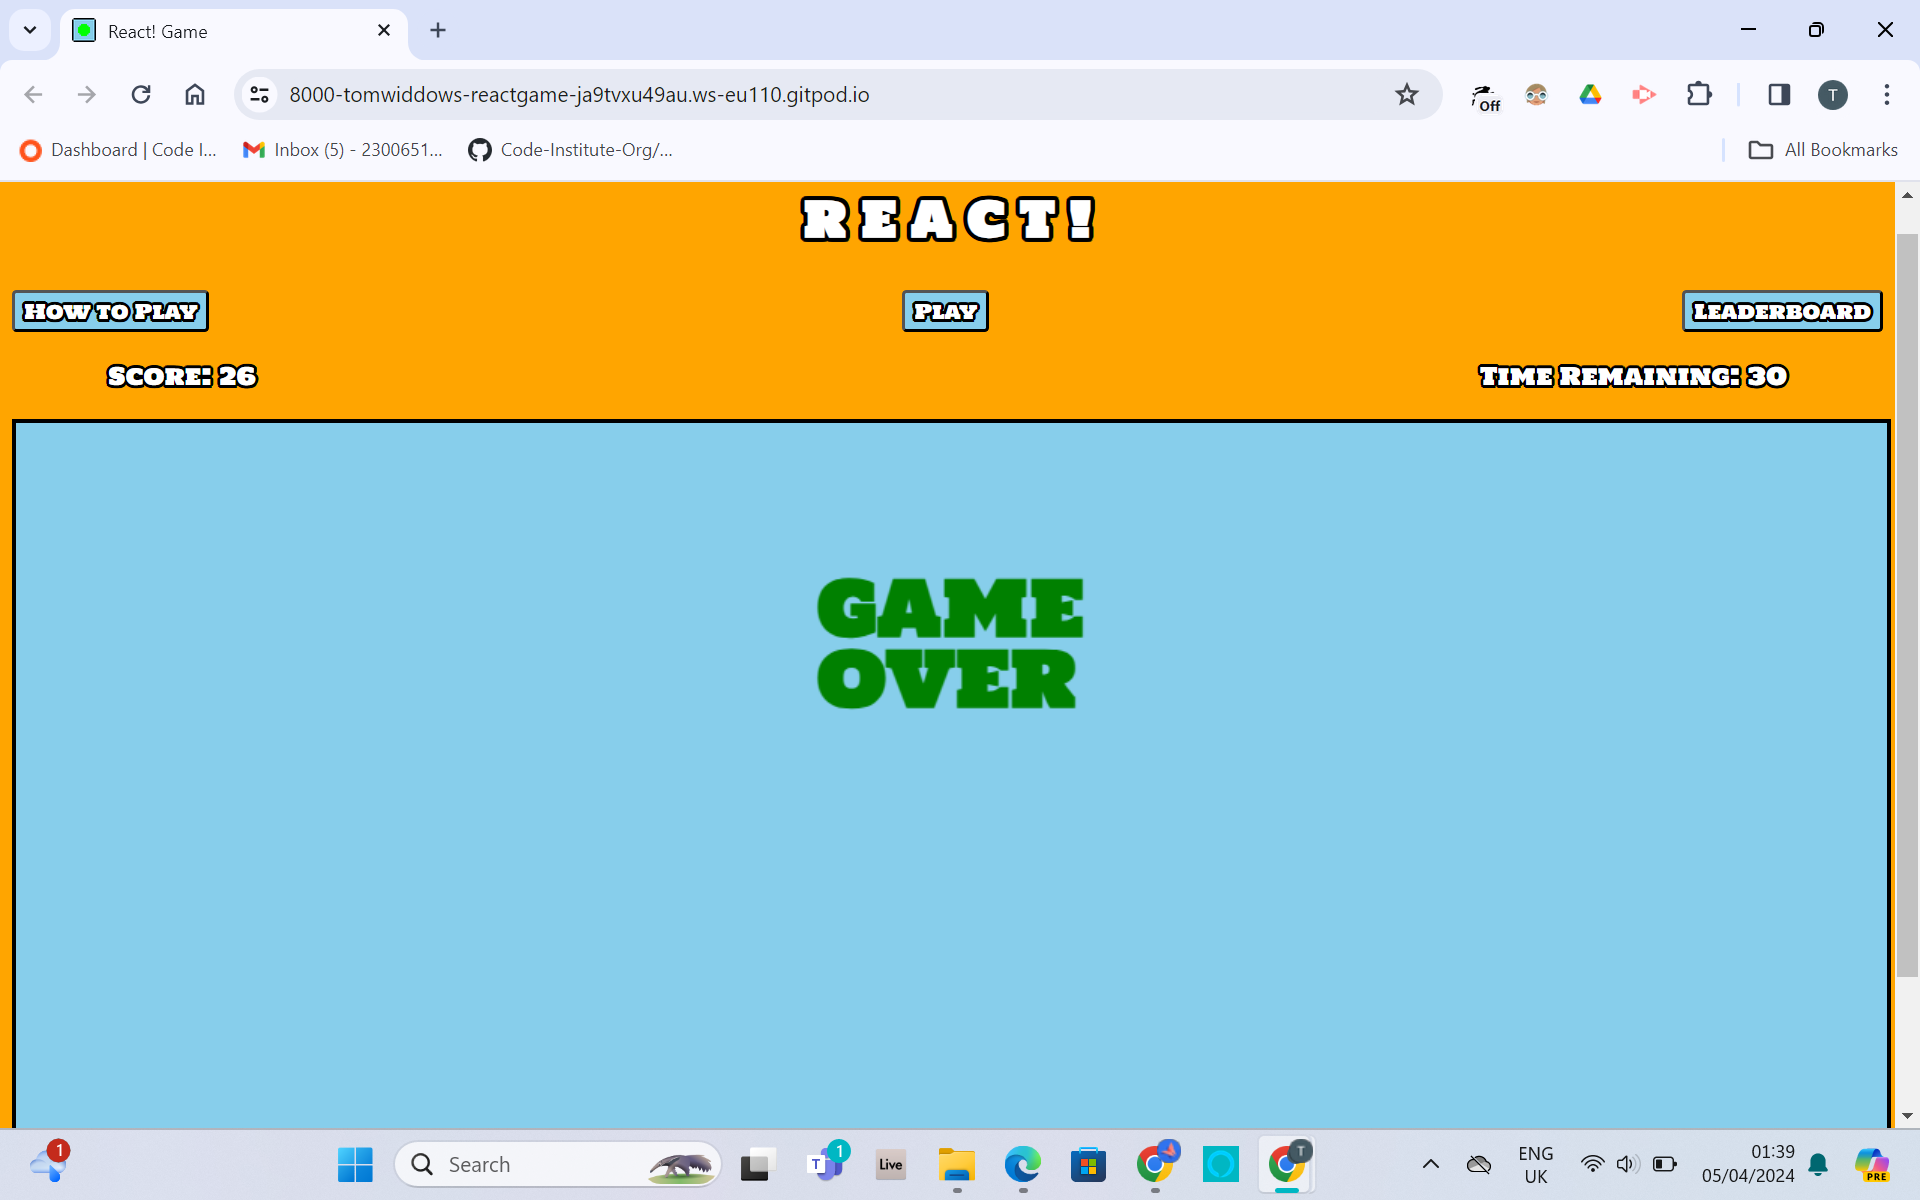 React! Game
8000-tomwiddows-reactgame-ja9tvxu49au.ws-eu110.gitpod.io
Off
T
Dashboard | Code I...
Inbox (5) - 2300651...
Code-Institute-Org/...
All Bookmarks
REACT!
How to Play
Play
Leaderboard
Score: 26
Time Remaining: 30
GAME
OVER
1
Search
T
1
Live
T
ENG
UK
01:39
05/04/2024
PRE